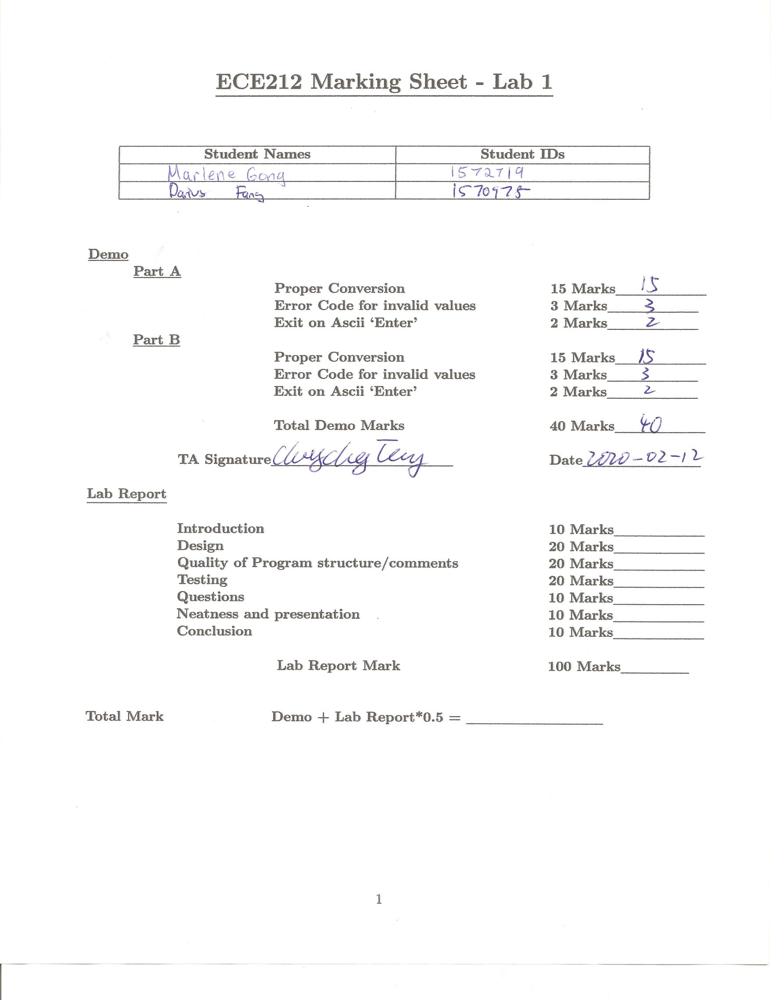 ECE212 Marking Sheet - Lab 1
Student Names Student IDs
Marlene Gong 1572719
Darius Fang 1570975
Demo
Part A
Proper Conversion 15 Marks 15
Error Code for invalid values 3 Marks 3
Exit on Ascii ‘Enter’ 2 Marks 2
Part B
Proper Conversion 15 Marks 15
Error Code for invalid values 3 Marks 3
Exit on Ascii ‘Enter’ 2 Marks 2
Total Demo Marks 40 Marks 40
TA Signature Date 2020-02-12
Lab Report
Introduction 10 Marks
Design 20 Marks
Quality of Program structure/comments 20 Marks
Testing 20 Marks
Questions 10 Marks
Neatness and presentation 10 Marks
Conclusion 10 Marks
Lab Report Mark 100 Marks
Total Mark Demo + Lab Report*0.5 =
1